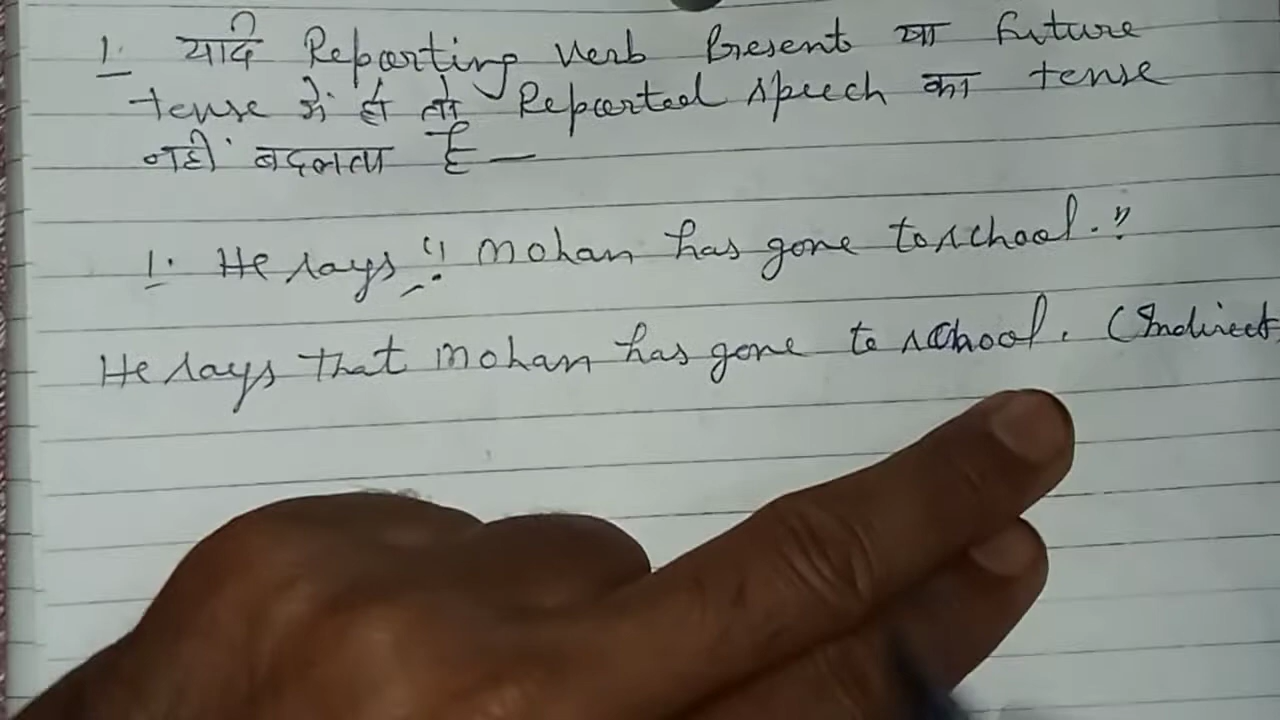 1. यदि Reporting Verb Present या Future
tense में हो तो Reported speech का tense
नहीं बदलता है —
1. He says, "Mohan has gone to school."
He says that Mohan has gone to school. (Indirect